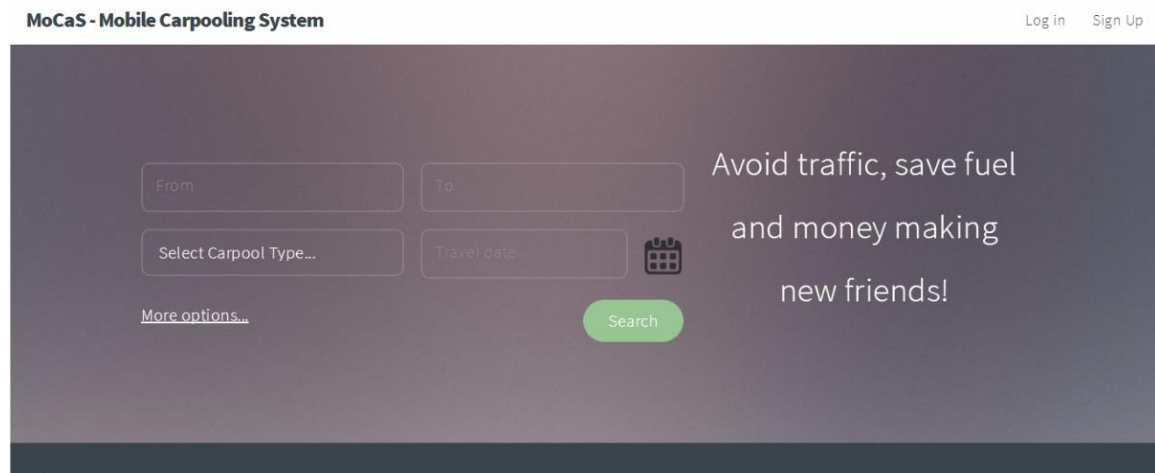 MoCaS - Mobile Carpooling System
Log in Sign Up
From
To
Select Carpool Type...
Travel date
More options...
Search
Avoid traffic, save fuel
and money making
new friends!